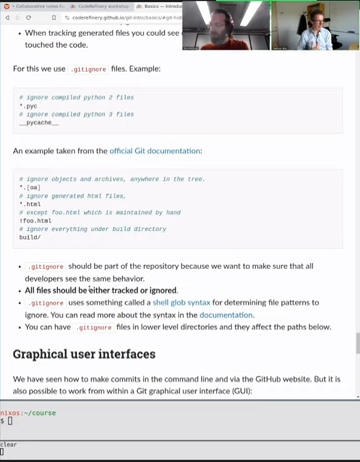 Collaborative notes
CodeRefinery workshop
Basics — Introduction
coderefinery.github.io/git-intro/basics/#git-
When tracking generated files you could see
touched the code.
For this we use .gitignore files. Example:
# ignore compiled python 2 files
*.pyc
# ignore compiled python 3 files
__pycache__
An example taken from the official Git documentation:
# ignore objects and archives, anywhere in the tree.
*.[oa]
# ignore generated html files,
*.html
# except foo.html which is maintained by hand
!foo.html
# ignore everything under build directory
build/
.gitignore should be part of the repository because we want to make sure that all
developers see the same behavior.
All files should be either tracked or ignored.
.gitignore uses something called a shell glob syntax for determining file patterns to
ignore. You can read more about the syntax in the documentation.
You can have .gitignore files in lower level directories and they affect the paths below.
Graphical user interfaces
We have seen how to make commits in the command line and via the GitHub website. But it is
also possible to work from within a Git graphical user interface (GUI):
nixos:~/course
$
clear